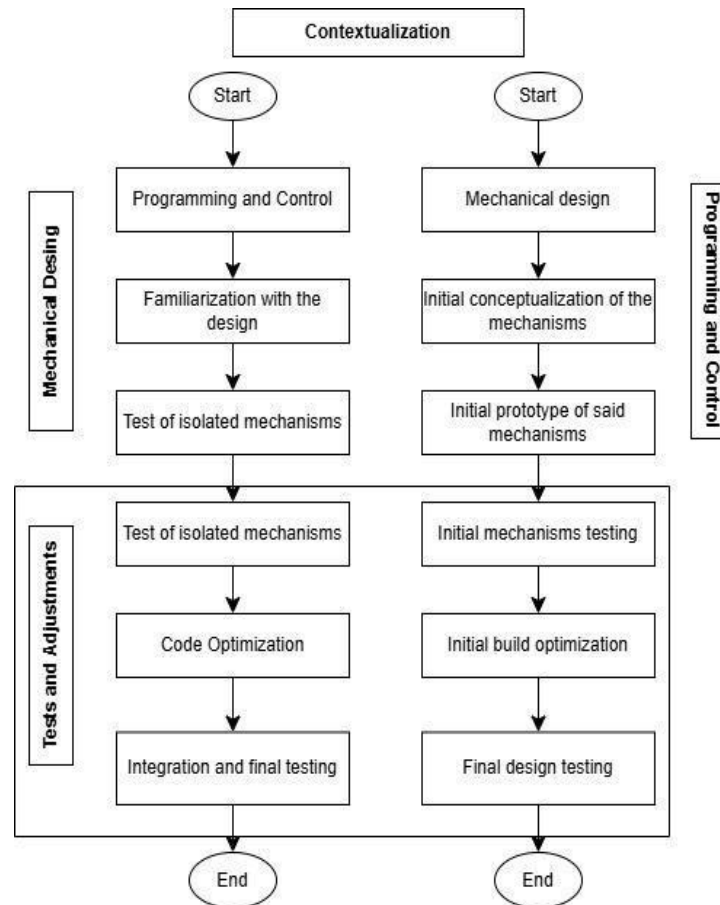 Contextualization
Start
Start
Programming and Control
Mechanical design
Mechanical Desing
Programming and Control
Familiarization with the
design
Initial conceptualization of the
mechanisms
Test of isolated mechanisms
Initial prototype of said
mechanisms
Tests and Adjustments
Test of isolated mechanisms
Initial mechanisms testing
Code Optimization
Initial build optimization
Integration and final testing
Final design testing
End
End